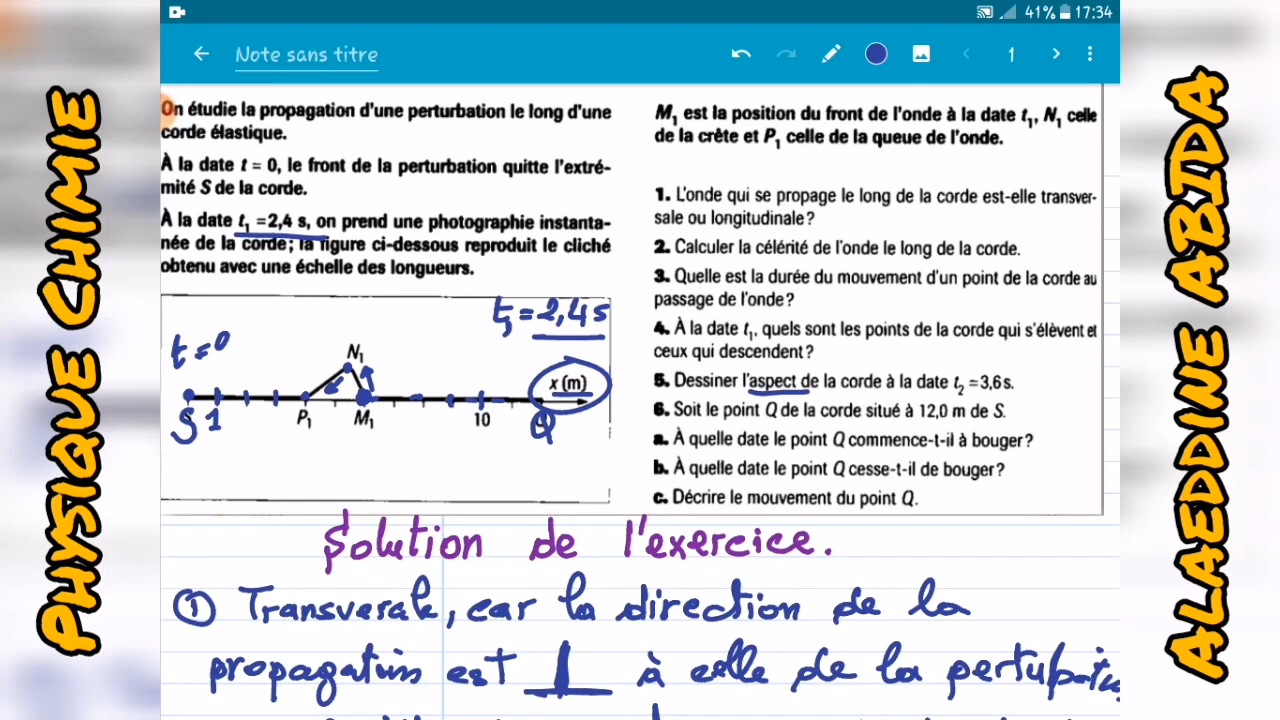 41% 17:34
Note sans titre
1
On étudie la propagation d'une perturbation le long d'une
corde élastique.
À la date t = 0, le front de la perturbation quitte l'extré-
mité S de la corde.
À la date t₁ =2,4 s, on prend une photographie instanta-
née de la corde; la figure ci-dessous reproduit le cliché
obtenu avec une échelle des longueurs.
t₁ = 2,4s
t=0
N₁
x (m)
S 1 P₁ M₁ 10 Q
M₁ est la position du front de l'onde à la date t₁, N₁ celle
de la crête et P₁ celle de la queue de l'onde.
1. L'onde qui se propage le long de la corde est-elle transver-
sale ou longitudinale?
2. Calculer la célérité de l'onde le long de la corde.
3. Quelle est la durée du mouvement d'un point de la corde au
passage de l'onde?
4. À la date t₁, quels sont les points de la corde qui s'élèvent et
ceux qui descendent?
5. Dessiner l'aspect de la corde à la date t₂ =3,6 s.
6. Soit le point Q de la corde situé à 12,0 m de S.
a. À quelle date le point Q commence-t-il à bouger?
b. À quelle date le point Q cesse-t-il de bouger?
c. Décrire le mouvement du point Q.
Solution de l'exercice.
① Transversale, car la direction de la
propagation est ⊥ à celle de la
PHYSIQUE CHIMIE
ALAEDDINE ABIDA